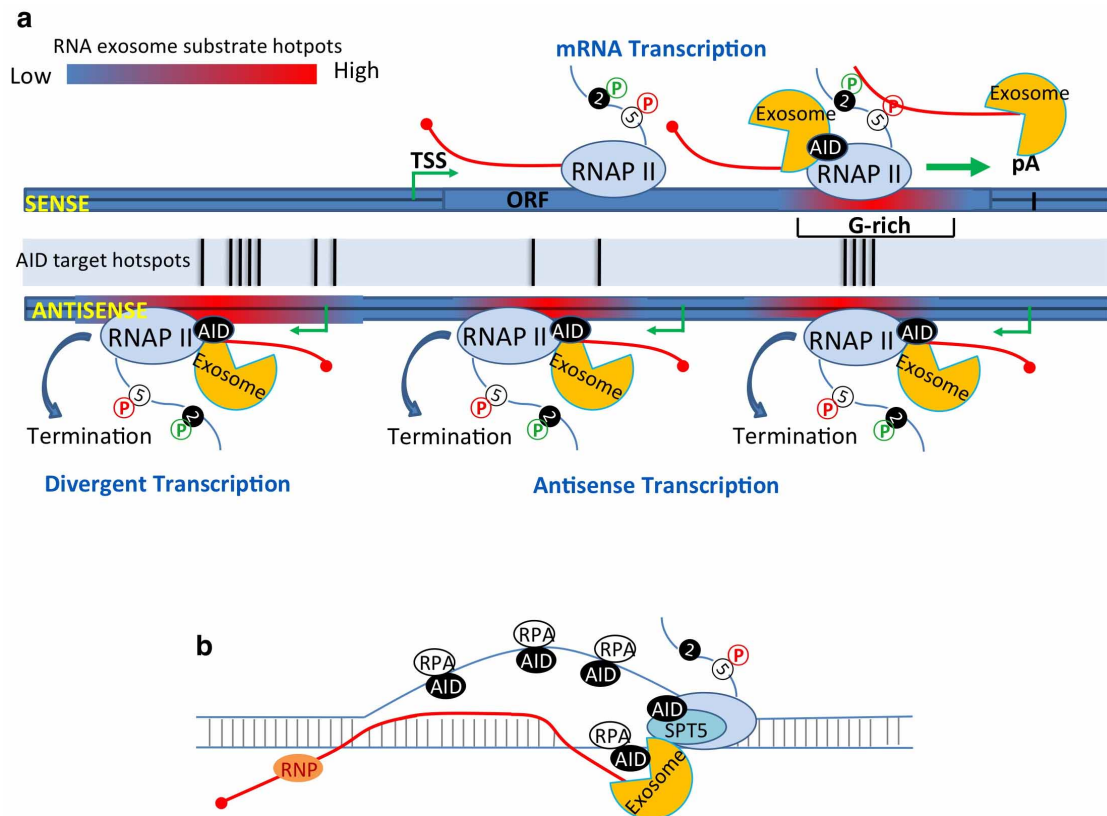 a
RNA exosome substrate hotpots
Low
High
mRNA Transcription
2
P
5
P
2
P
5
P
Exosome
Exosome
AID
TSS
RNAP II
RNAP II
pA
SENSE
ORF
G-rich
AID target hotspots
ANTISENSE
RNAP II
AID
Exosome
RNAP II
AID
Exosome
RNAP II
AID
Exosome
5
P
2
P
5
P
2
P
5
P
2
P
Termination
Termination
Termination
Divergent Transcription
Antisense Transcription
b
RPA
AID
RPA
AID
RPA
AID
2
5
P
AID
SPT5
RPA
AID
Exosome
RNP